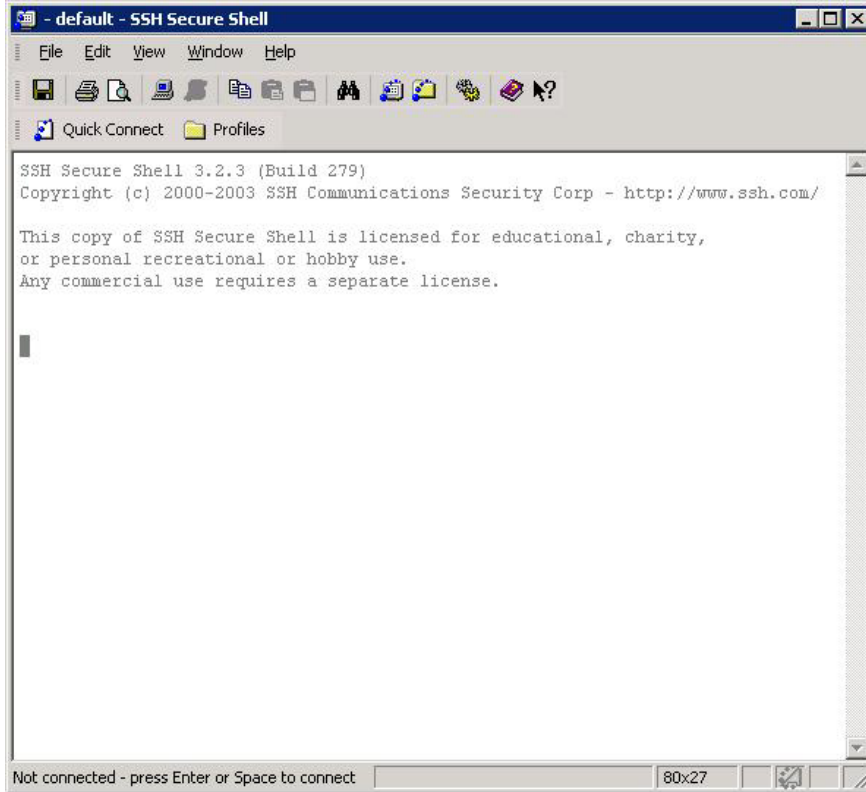 - default - SSH Secure Shell
File Edit View Window Help
Quick Connect Profiles
SSH Secure Shell 3.2.3 (Build 279)
Copyright (c) 2000-2003 SSH Communications Security Corp - http://www.ssh.com/
This copy of SSH Secure Shell is licensed for educational, charity,
or personal recreational or hobby use.
Any commercial use requires a separate license.
Not connected - press Enter or Space to connect 80x27